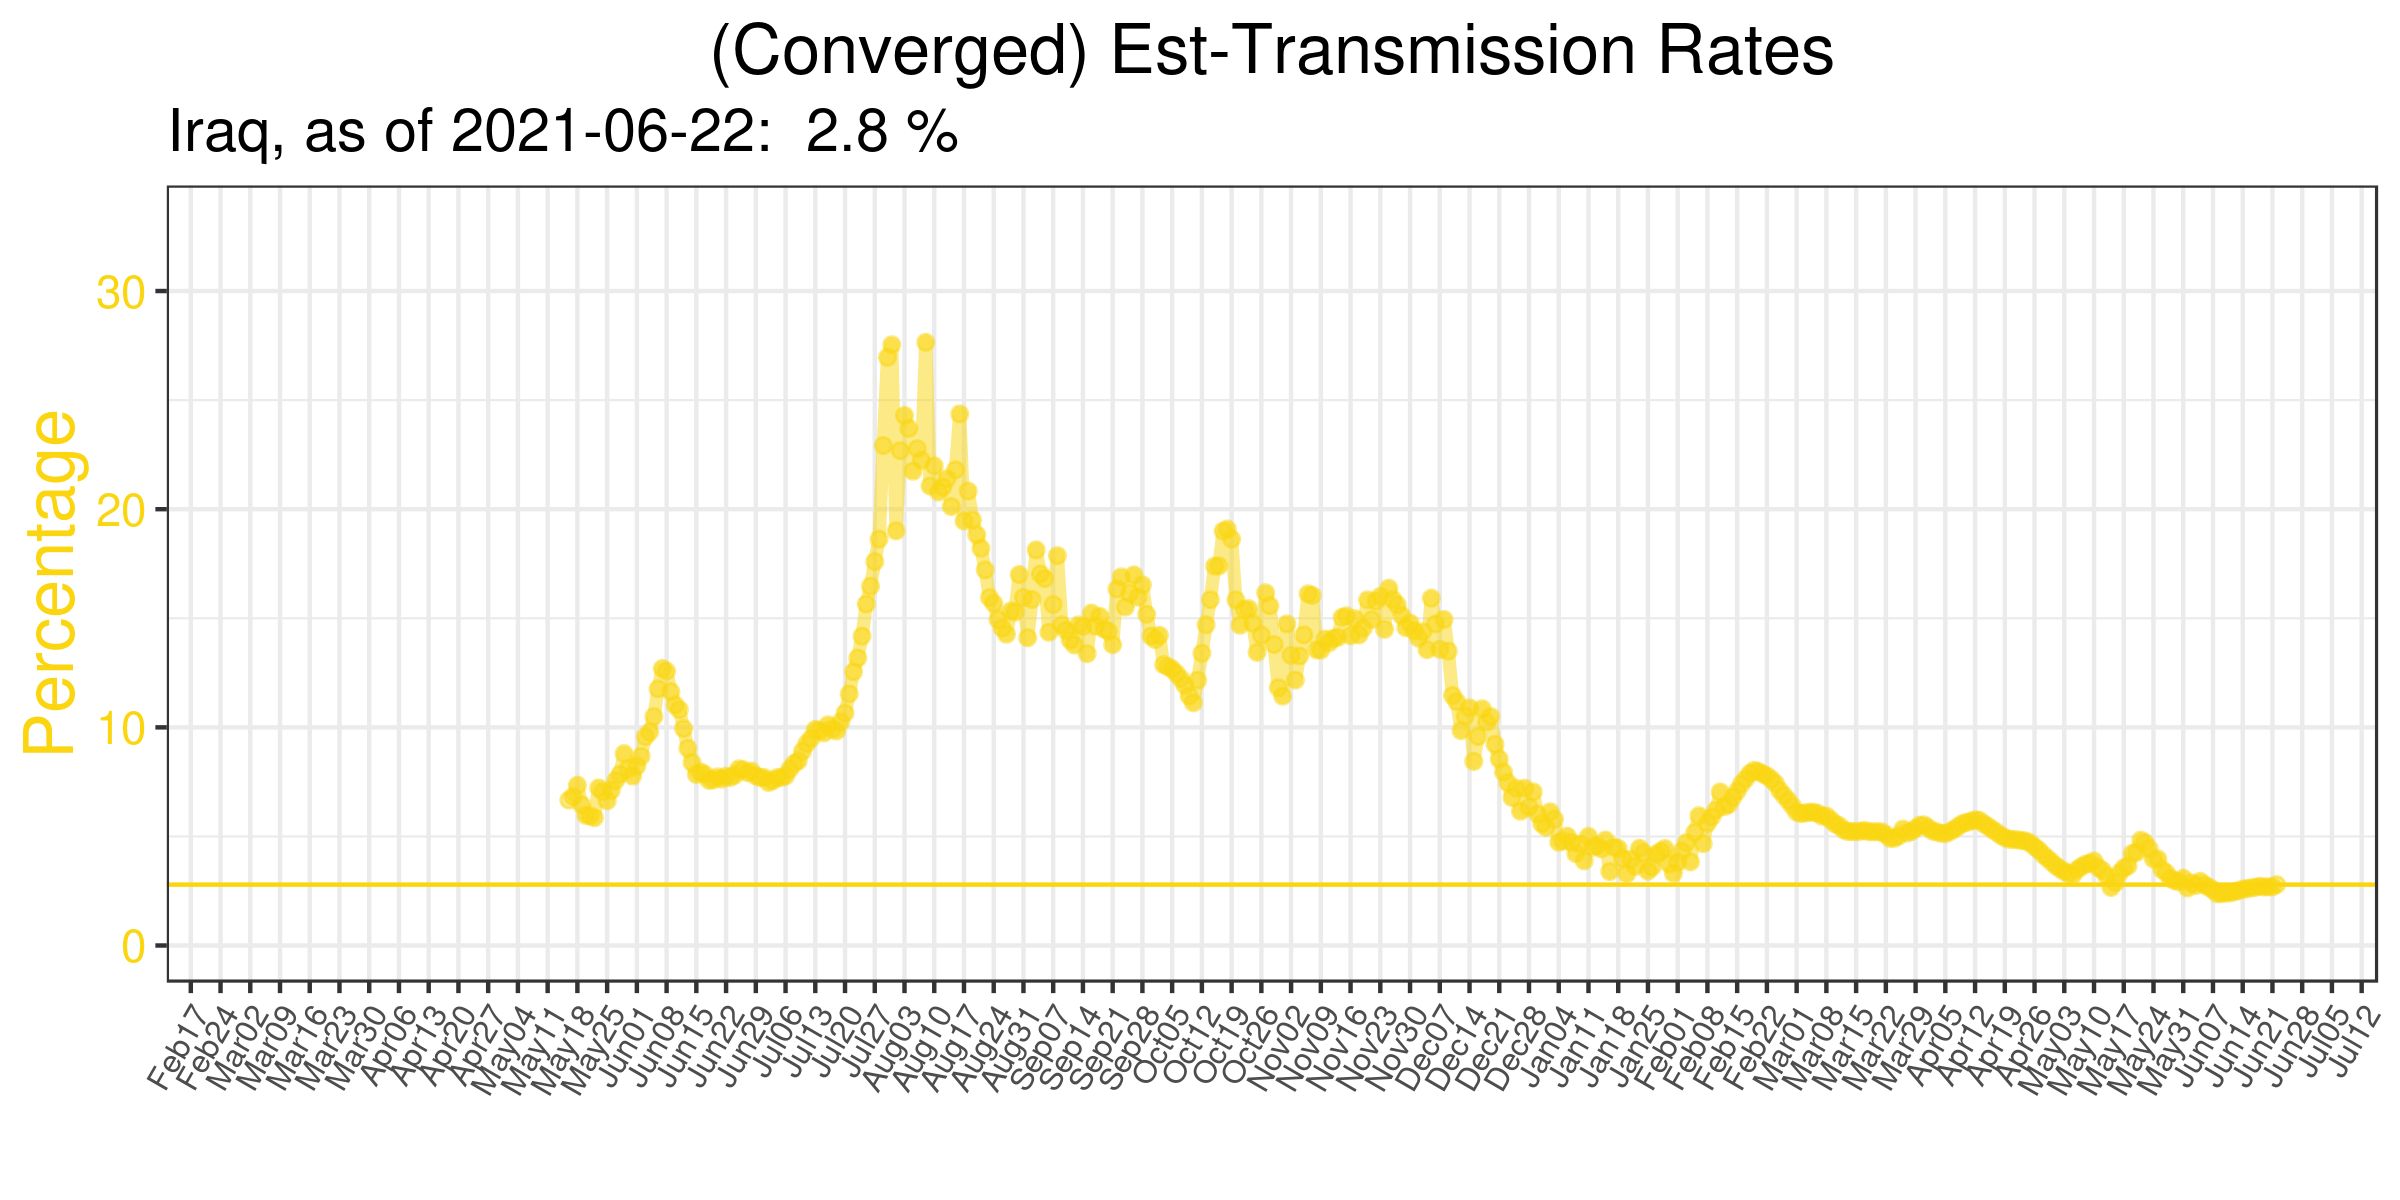 (Converged) Est-Transmission Rates
Iraq, as of 2021-06-22: 2.8 %
Percentage
30
20
10
0
Feb17
Feb24
Mar02
Mar09
Mar16
Mar23
Mar30
Apr06
Apr13
Apr20
Apr27
May04
May11
May18
May25
Jun01
Jun08
Jun15
Jun22
Jun29
Jul06
Jul13
Jul20
Jul27
Aug03
Aug10
Aug17
Aug24
Aug31
Sep07
Sep14
Sep21
Sep28
Oct05
Oct12
Oct19
Oct26
Nov02
Nov09
Nov16
Nov23
Nov30
Dec07
Dec14
Dec21
Dec28
Jan04
Jan11
Jan18
Jan25
Feb01
Feb08
Feb15
Feb22
Mar01
Mar08
Mar15
Mar22
Mar29
Apr05
Apr12
Apr19
Apr26
May03
May10
May17
May24
May31
Jun07
Jun14
Jun21
Jun28
Jul05
Jul12